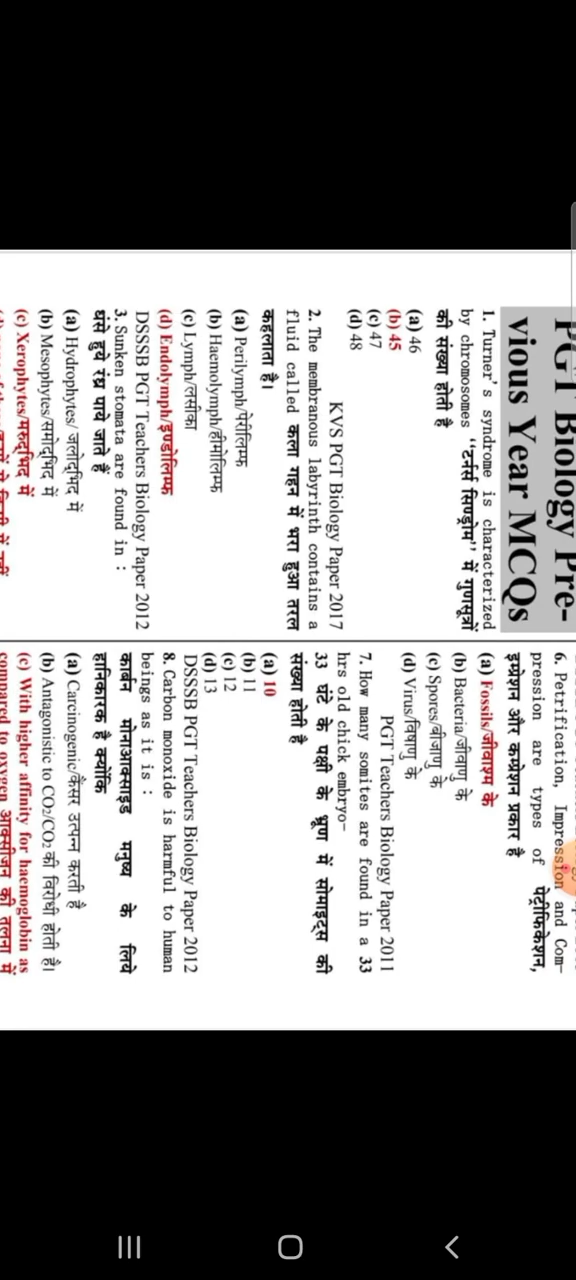 PGT Biology Pre-
vious Year MCQs
1. Turner's syndrome is characterized
by chromosomes "टर्नर्स सिण्ड्रोम" में गुणसूत्रों
की संख्या होती है
(a) 46
(b) 45
(c) 47
(d) 48
KVS PGT Biology Paper 2017
2. The membranous labyrinth contains a
fluid called कला गहन में भरा हुआ तरल
कहलाता है।
(a) Perilymph/पेरीलिम्फ
(b) Haemolymph/हीमोलिम्फ
(c) Lymph/लसीका
(d) Endolymph/इण्डोलिम्फ
DSSSB PGT Teachers Biology Paper 2012
3. Sunken stomata are found in :
धंसे हुये रंध्र पाये जाते हैं
(a) Hydrophytes/ जलोद्भिद में
(b) Mesophytes/समोद्भिद में
(c) Xerophytes/मरुद्भिद में
6. Petrification, Impression and Com-
pression are types of पेट्रीफिकेशन,
इम्प्रेशन और कम्प्रेशन प्रकार है
(a) Fossils/जीवाश्म के
(b) Bacteria/जीवाणु के
(c) Spores/बीजाणु के
(d) Virus/विषाणु के
PGT Teachers Biology Paper 2011
7. How many somites are found in a 33
hrs old chick embryo-
33 घंटे के पक्षी के भ्रूण में सोमाइट्स की
संख्या होती है
(a) 10
(b) 11
(c) 12
(d) 13
DSSSB PGT Teachers Biology Paper 2012
8. Carbon monoxide is harmful to human
beings as it is :
कार्बन मोनाआक्साइड मनुष्य के लिये
हानिकारक है क्योंकि
(a) Carcinogenic/कैंसर उत्पन्न करती है
(b) Antagonistic to CO2/CO2 की विरोधी होती है।
(c) With higher affinity for haemoglobin as
compared to oxygen आक्सीजन की तुलना में